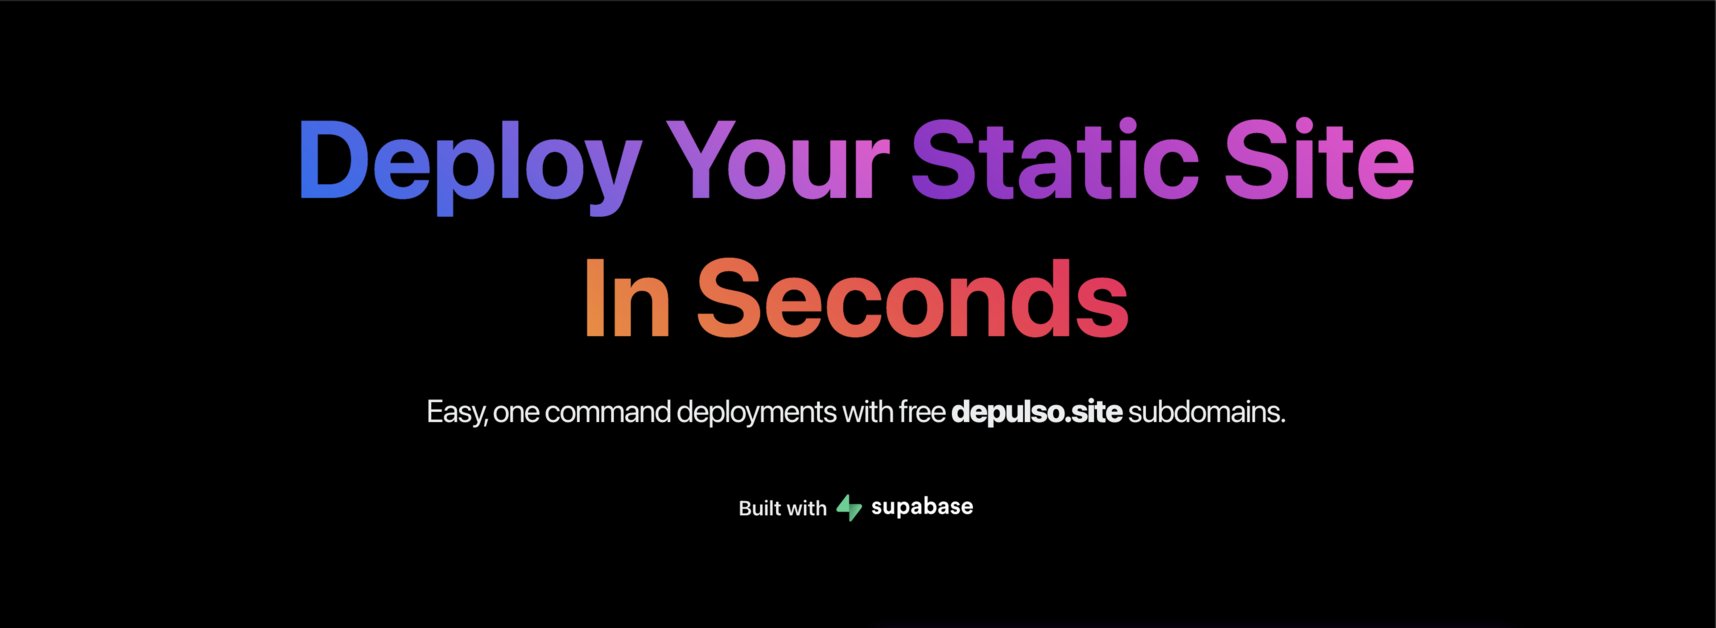 Deploy Your Static Site
In Seconds
Easy, one command deployments with free depulso.site subdomains.
Built with supabase